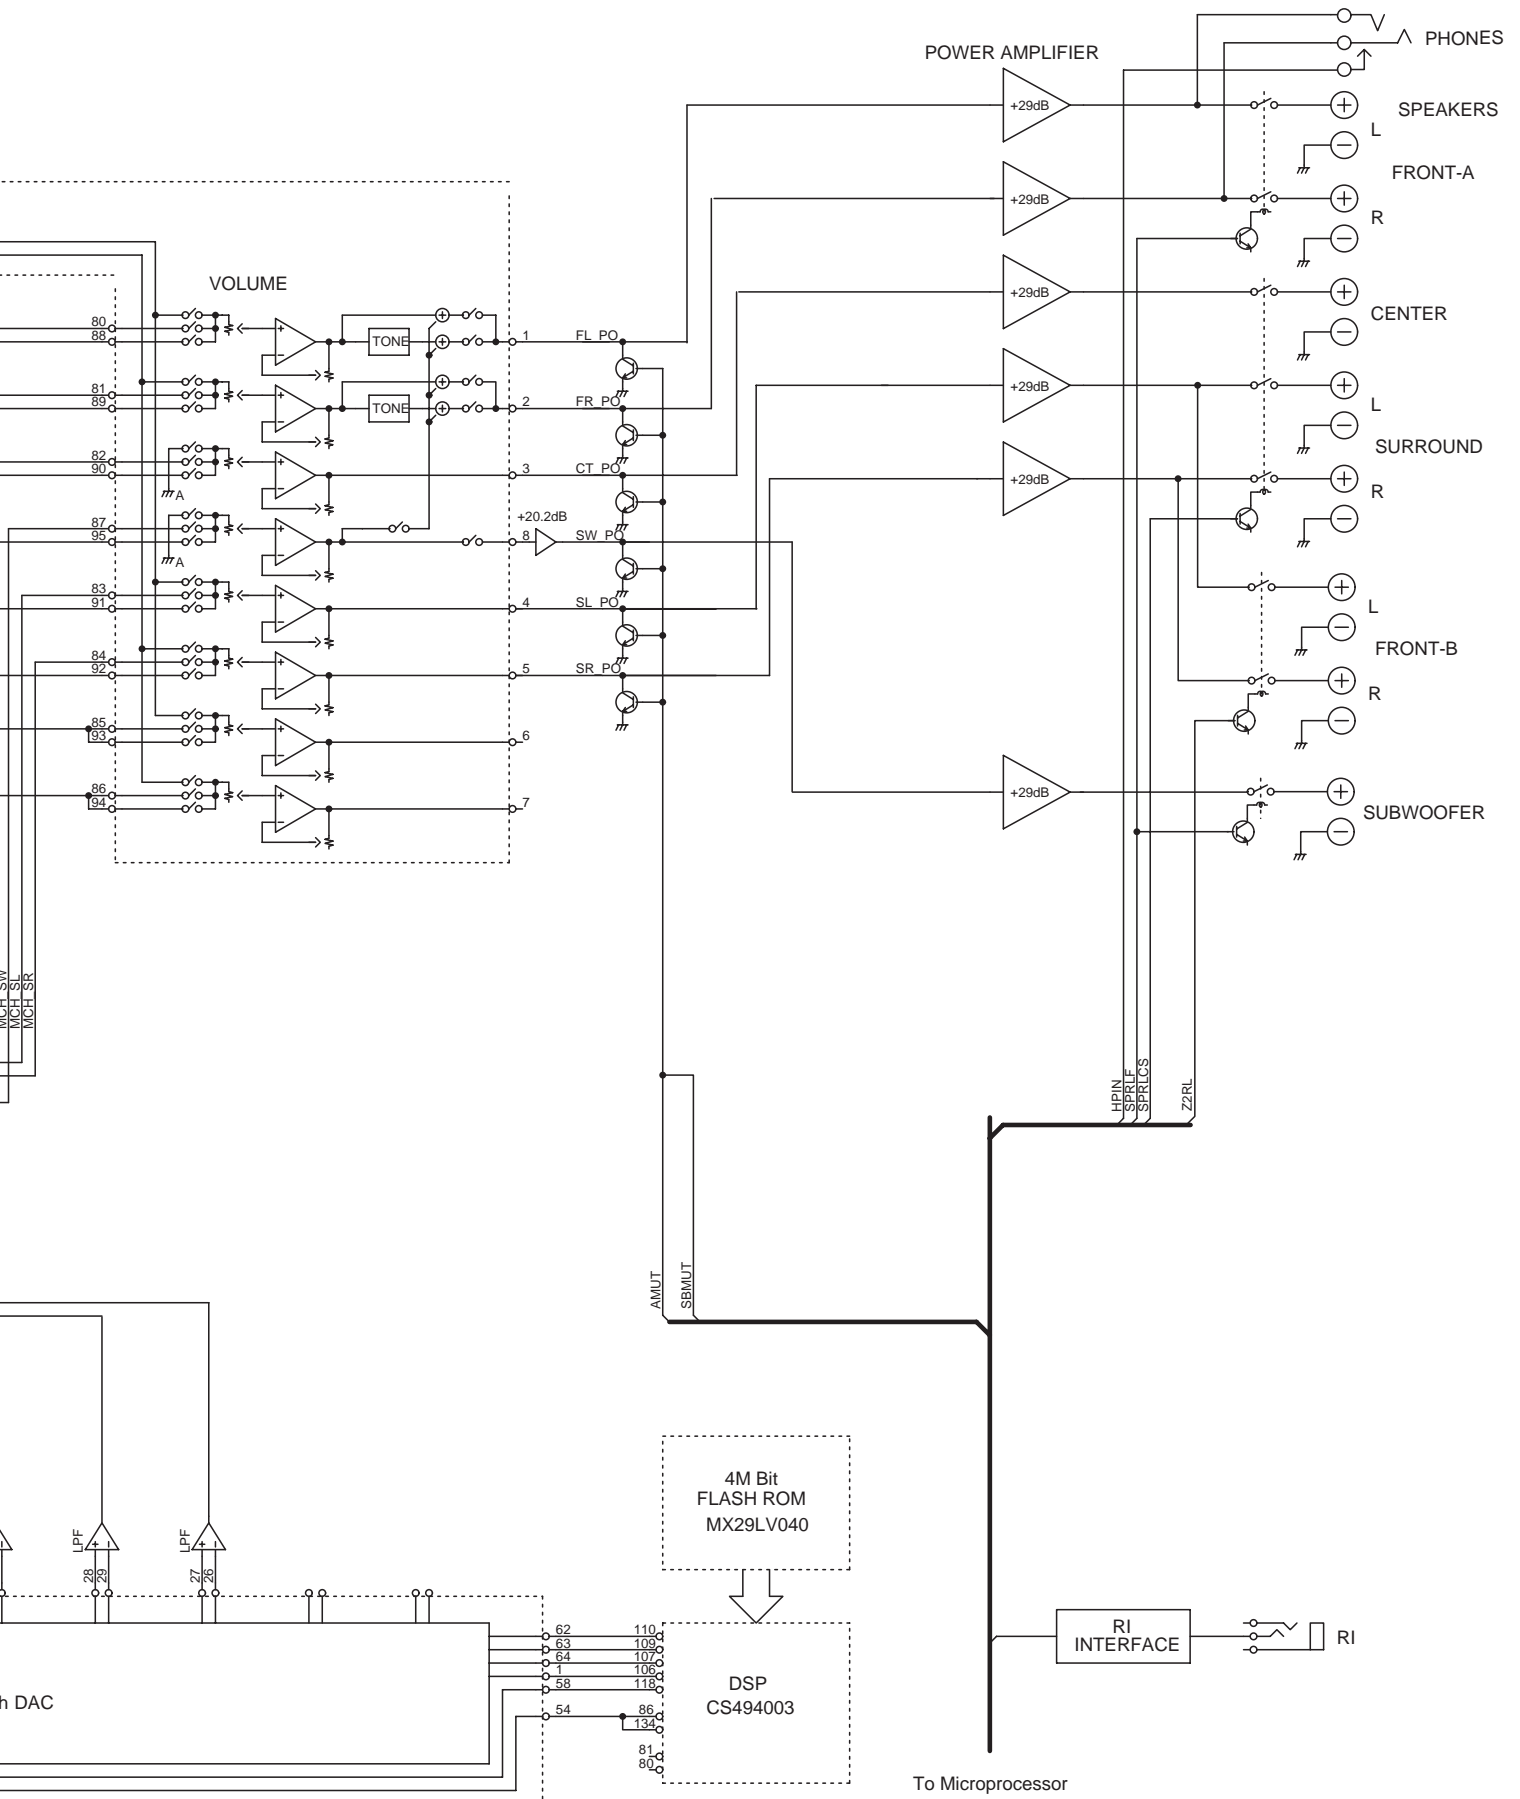 PHONES
POWER AMPLIFIER
+29dB
SPEAKERS
L
FRONT-A
+29dB
R
VOLUME
+29dB
CENTER
80
88
TONE
1
FL_PO
+29dB
L
81
89
TONE
2
FR_PO
SURROUND
82
90
3
CT_PO
+29dB
R
A
87
95
+20.2dB
8
SW_PO
A
83
91
4
SL_PO
L
FRONT-B
84
92
5
SR_PO
R
85
93
6
86
94
7
+29dB
SUBWOOFER
MCH_SW
MCH_SL
MCH_SR
HPIN
SPRLF
SPRLCS
Z2RL
AMUT
SBMUT
4M Bit
FLASH ROM
MX29LV040
LPF
28
29
LPF
27
26
62
63
64
1
58
54
110
109
107
106
118
86
134
81
80
DSP
CS494003
h DAC
RI
INTERFACE
RI
To Microprocessor